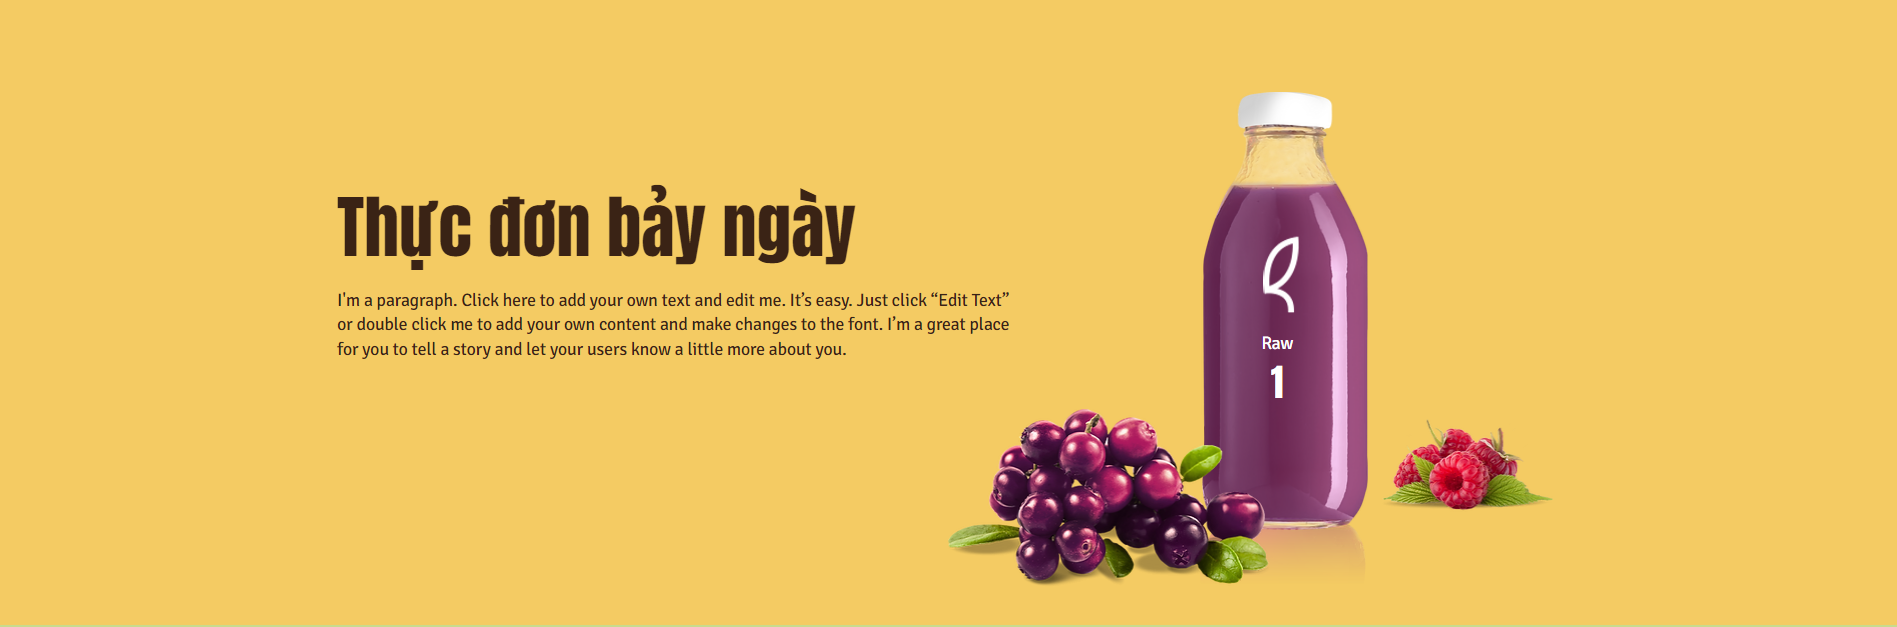 Thực đơn bảy ngày
I'm a paragraph. Click here to add your own text and edit me. It’s easy. Just click “Edit Text”
or double click me to add your own content and make changes to the font. I’m a great place
for you to tell a story and let your users know a little more about you.
Raw
1